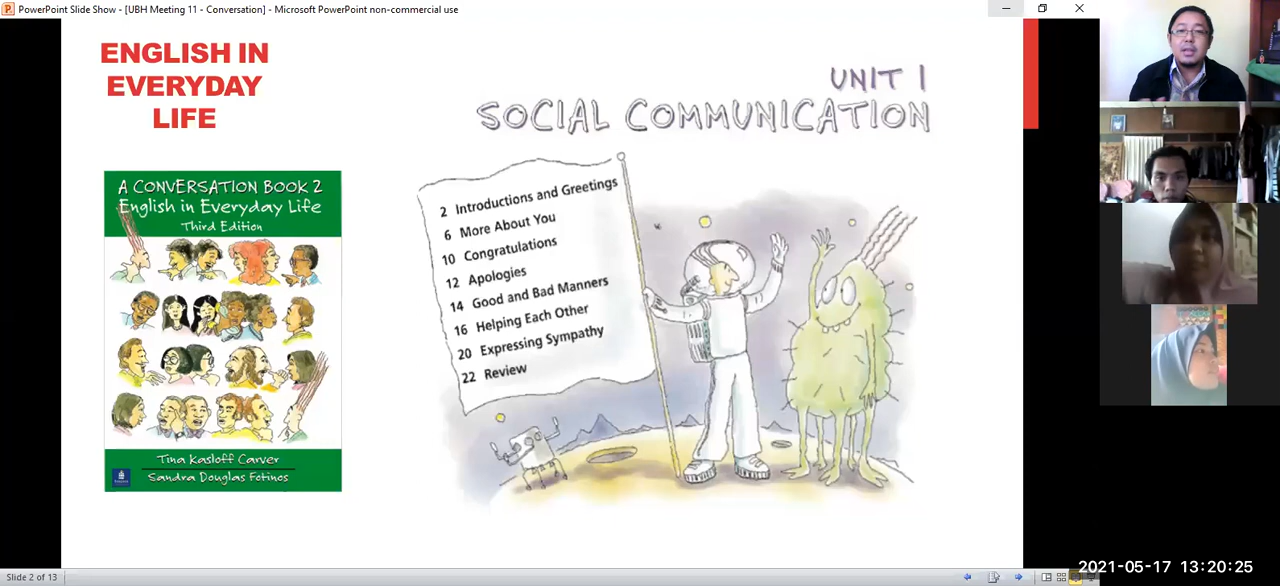 PowerPoint Slide Show - [UBH Meeting 11 - Conversation] - Microsoft PowerPoint non-commercial use
ENGLISH IN
EVERYDAY
LIFE
A CONVERSATION BOOK 2
English in Everyday Life
Third Edition
Tina Kasloff Carver
Sandra Douglas Fotinos
UNIT 1
SOCIAL COMMUNICATION
2 Introductions and Greetings
6 More About You
10 Congratulations
12 Apologies
14 Good and Bad Manners
16 Helping Each Other
20 Expressing Sympathy
22 Review
Slide 2 of 13
2021-05-17 13:20:25